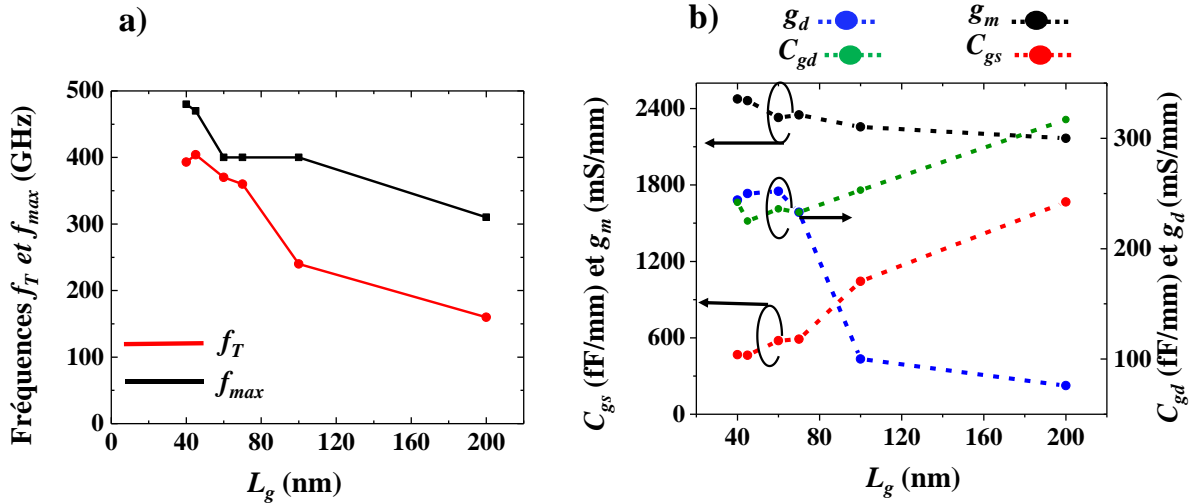 a)
500
400
300
200
100
0
Fréquences f_T et f_max (GHz)
f_T
f_max
0 40 80 120 160 200
L_g (nm)
b)
g_d g_m
C_gd C_gs
2400
1800
1200
600
0
C_gs (fF/mm) et g_m (mS/mm)
300
200
100
C_gd (fF/mm) et g_d (mS/mm)
40 80 120 160 200
L_g (nm)